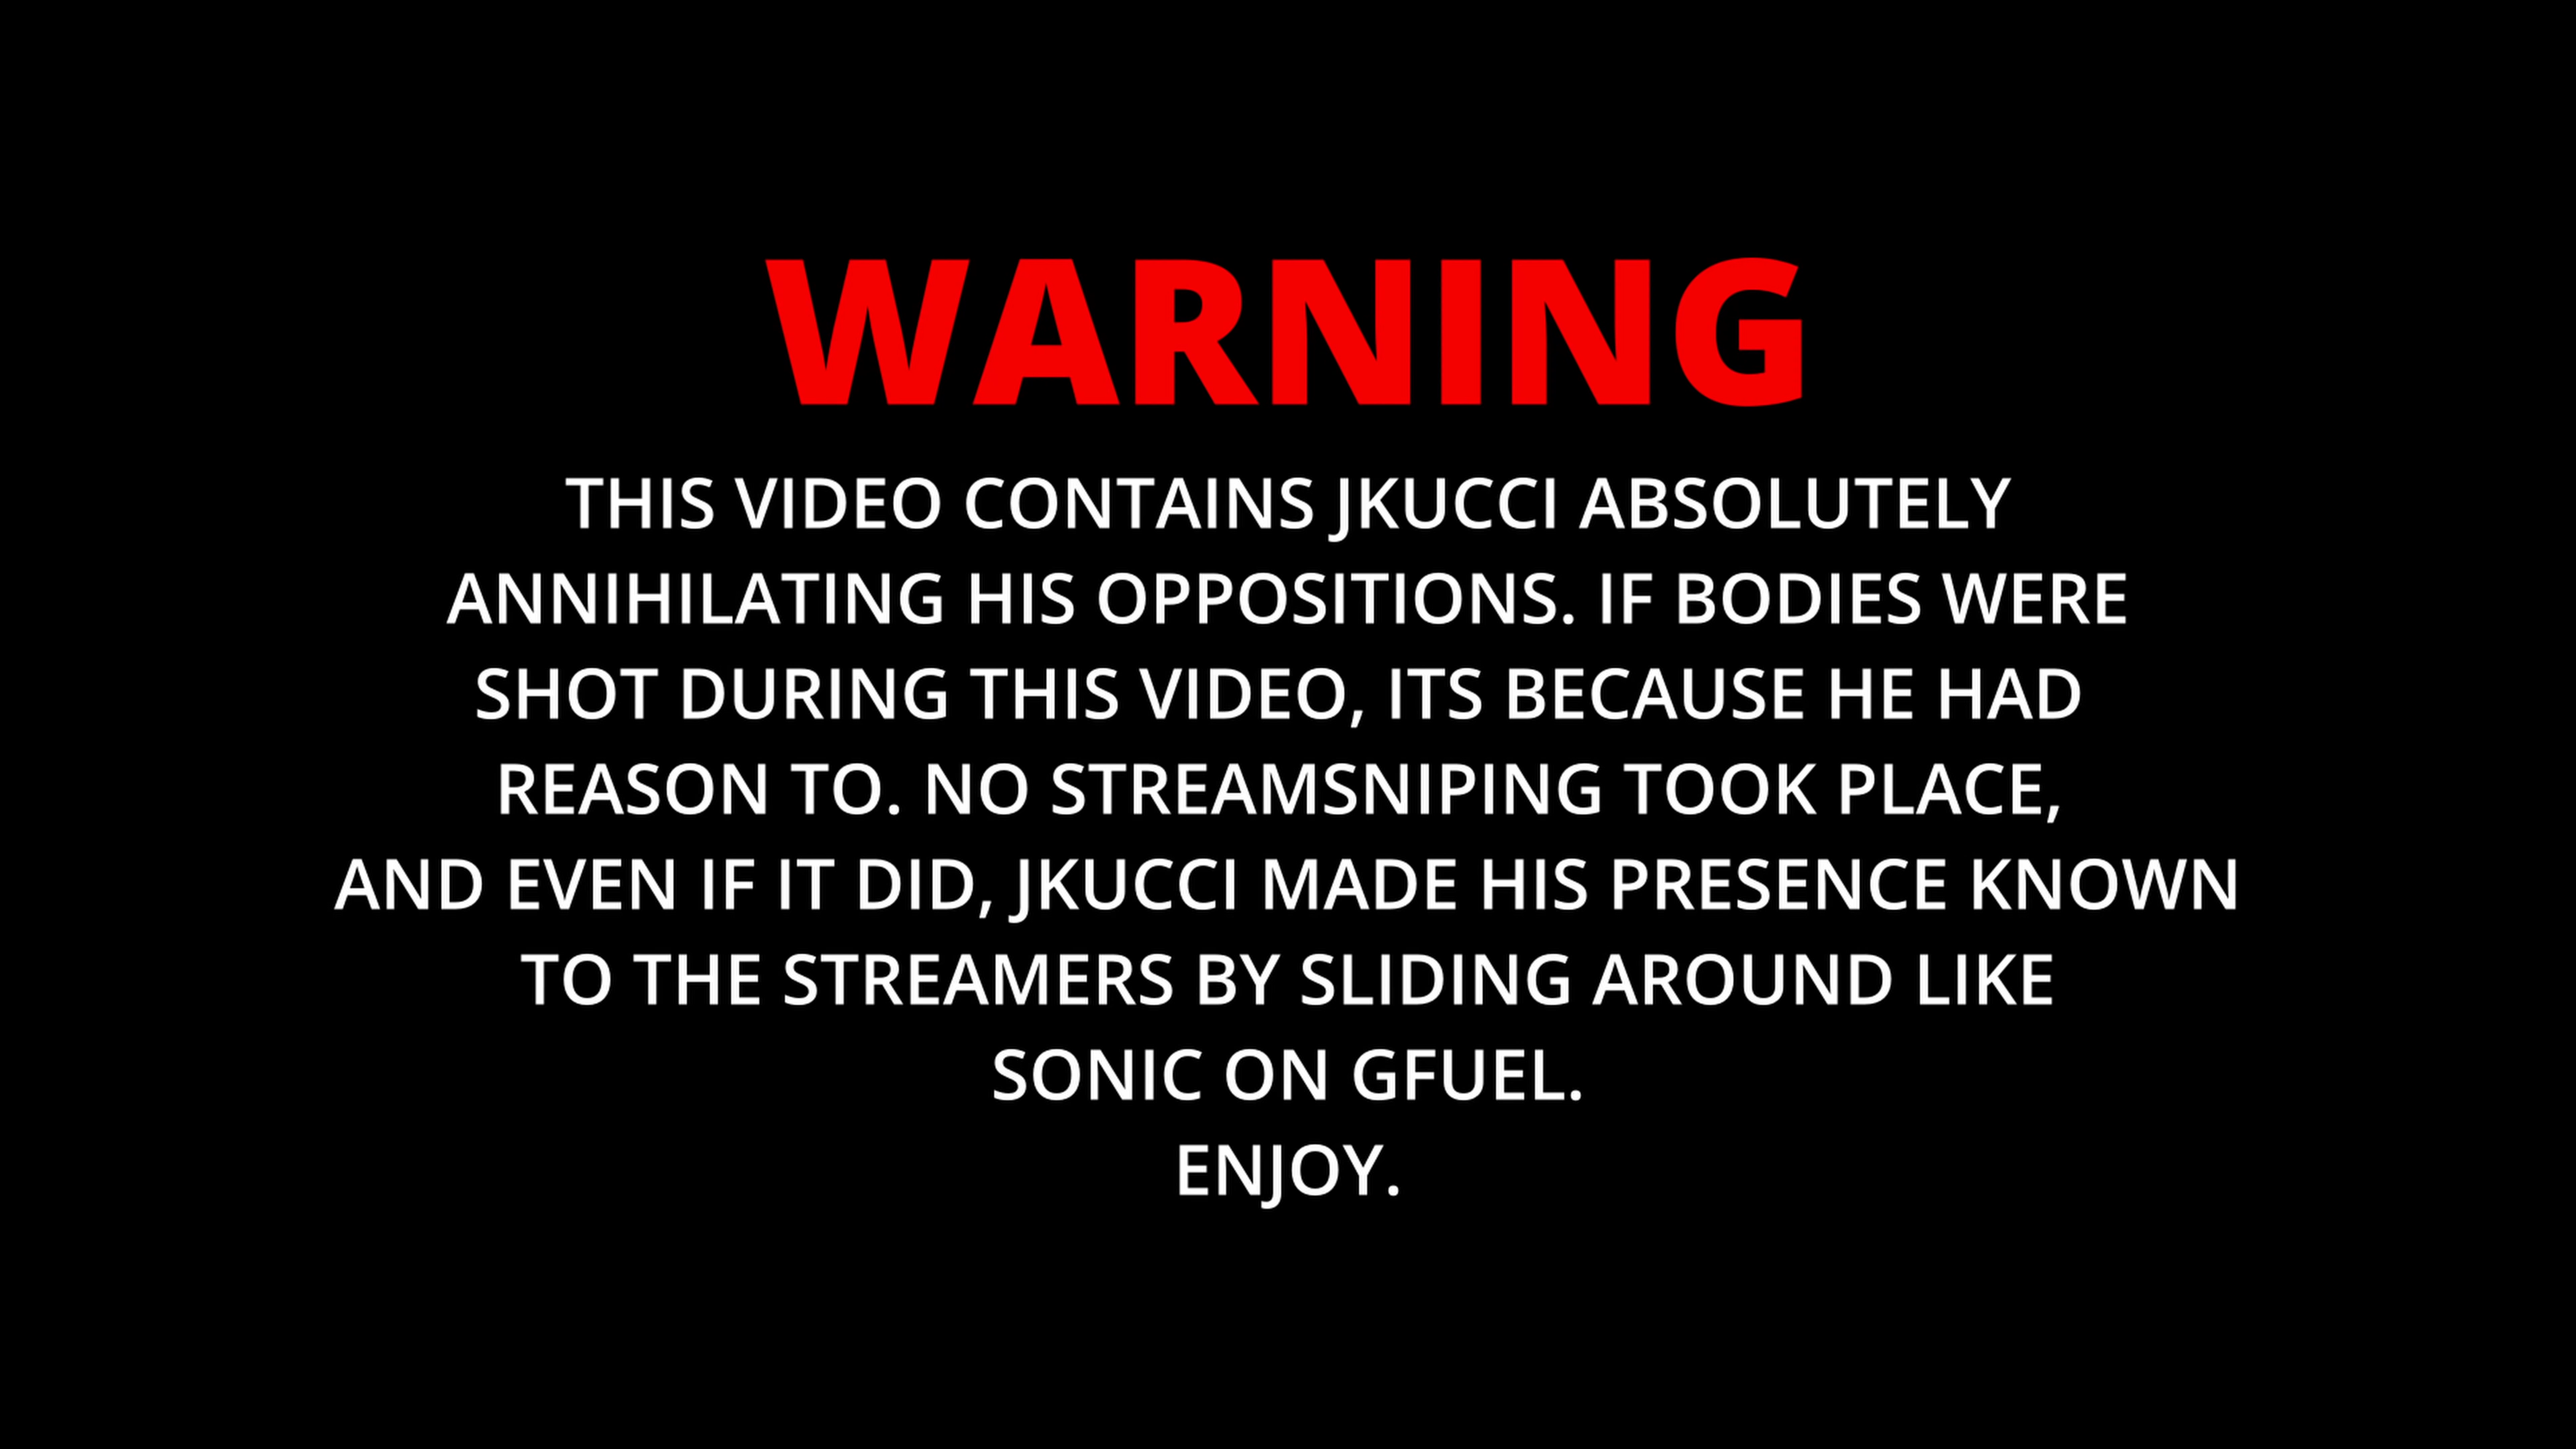 WARNING
THIS VIDEO CONTAINS JKUCCI ABSOLUTELY
ANNIHILATING HIS OPPOSITIONS. IF BODIES WERE
SHOT DURING THIS VIDEO, ITS BECAUSE HE HAD
REASON TO. NO STREAMSNIPING TOOK PLACE,
AND EVEN IF IT DID, JKUCCI MADE HIS PRESENCE KNOWN
TO THE STREAMERS BY SLIDING AROUND LIKE
SONIC ON GFUEL.
ENJOY.